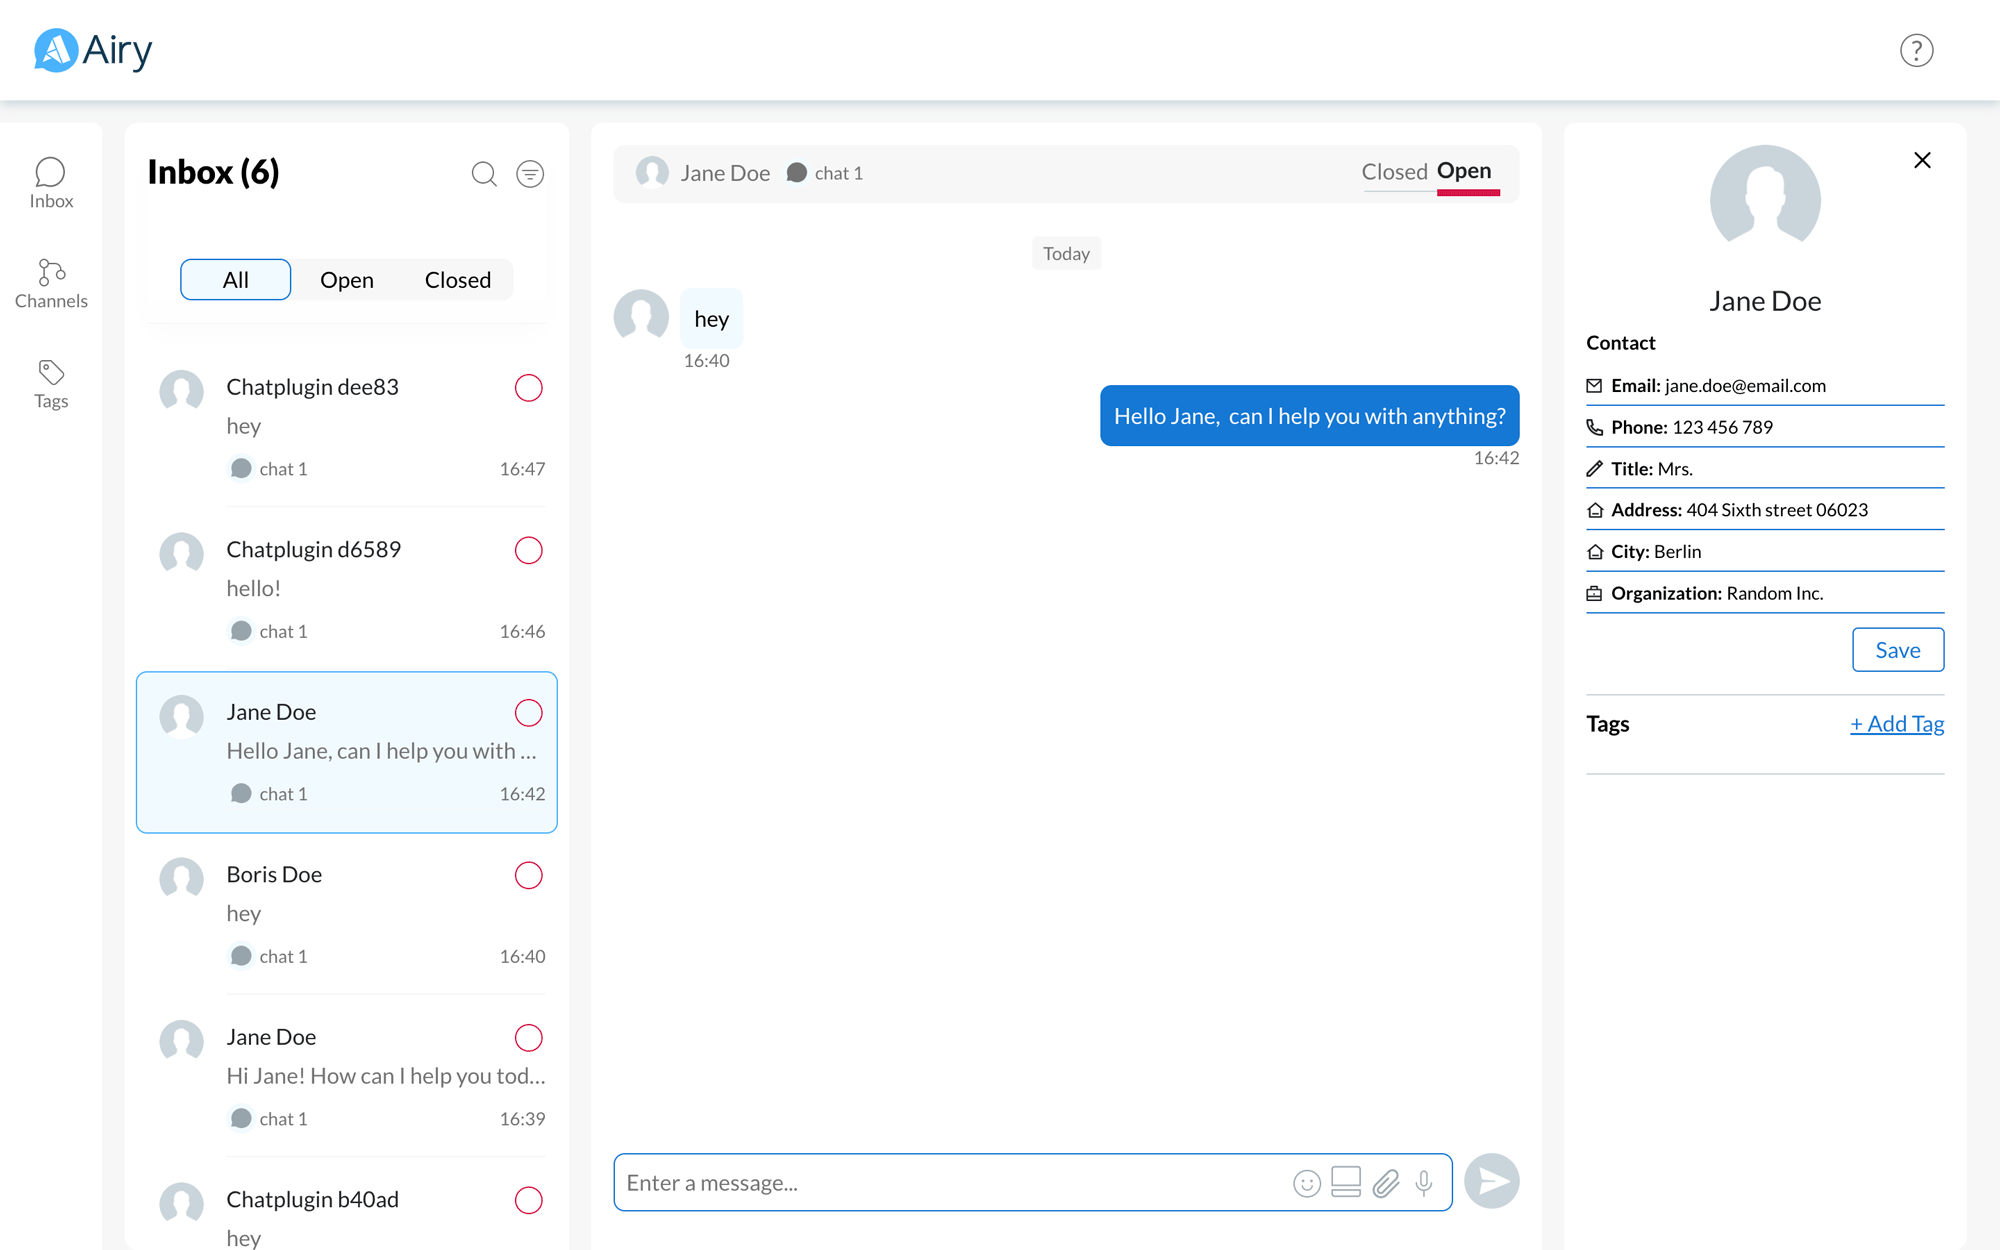 Airy
?
Inbox
Channels
Tags
Inbox (6)
All Open Closed
Chatplugin dee83
hey
chat 1 16:47
Chatplugin d6589
hello!
chat 1 16:46
Jane Doe
Hello Jane, can I help you with ...
chat 1 16:42
Boris Doe
hey
chat 1 16:40
Jane Doe
Hi Jane! How can I help you tod...
chat 1 16:39
Chatplugin b40ad
hey
Jane Doe chat 1 Closed Open
Today
hey
16:40
Hello Jane, can I help you with anything?
16:42
Enter a message...
Jane Doe
Contact
Email: jane.doe@email.com
Phone: 123 456 789
Title: Mrs.
Address: 404 Sixth street 06023
City: Berlin
Organization: Random Inc.
Save
Tags + Add Tag